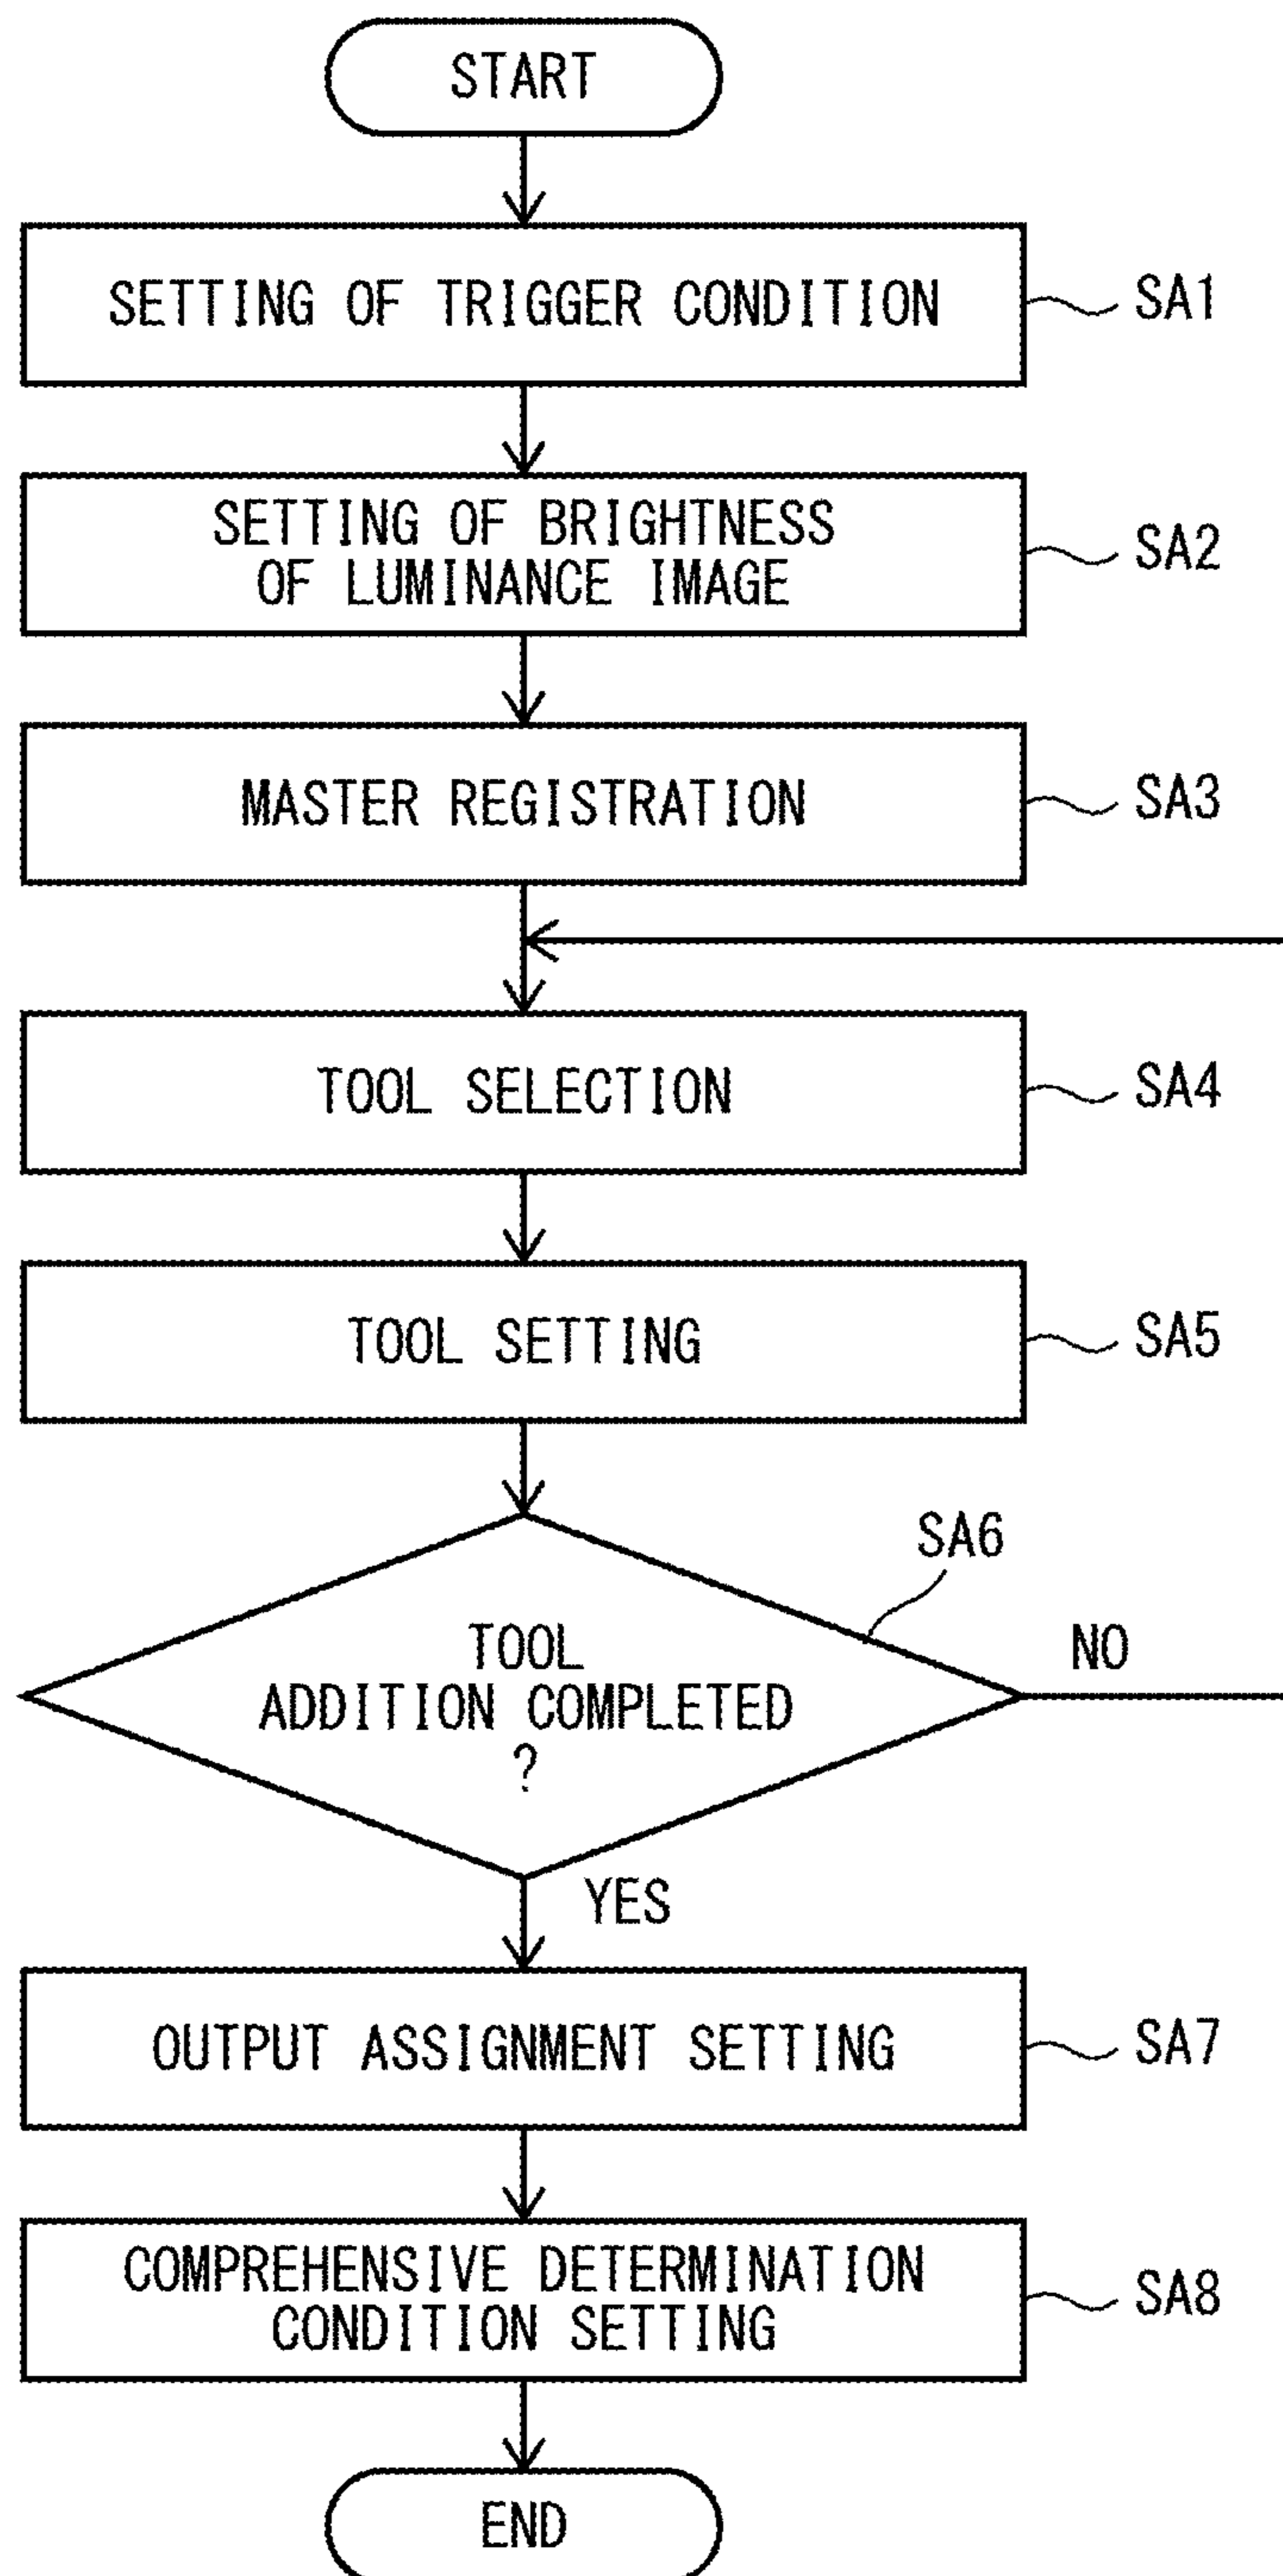 START
SETTING OF TRIGGER CONDITION
SA1
SETTING OF BRIGHTNESS
OF LUMINANCE IMAGE
SA2
MASTER REGISTRATION
SA3
TOOL SELECTION
SA4
TOOL SETTING
SA5
SA6
TOOL
ADDITION COMPLETED
?
NO
YES
OUTPUT ASSIGNMENT SETTING
SA7
COMPREHENSIVE DETERMINATION
CONDITION SETTING
SA8
END